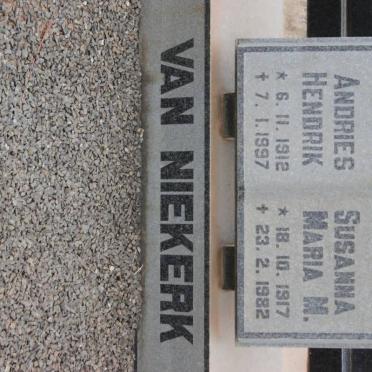 ANDRIES
HENDRIK
* 6. 11. 1912
✝ 7. 1. 1997
SUSANNA
MARIA M.
* 18. 10. 1917
✝ 23. 2. 1982
VAN NIEKERK